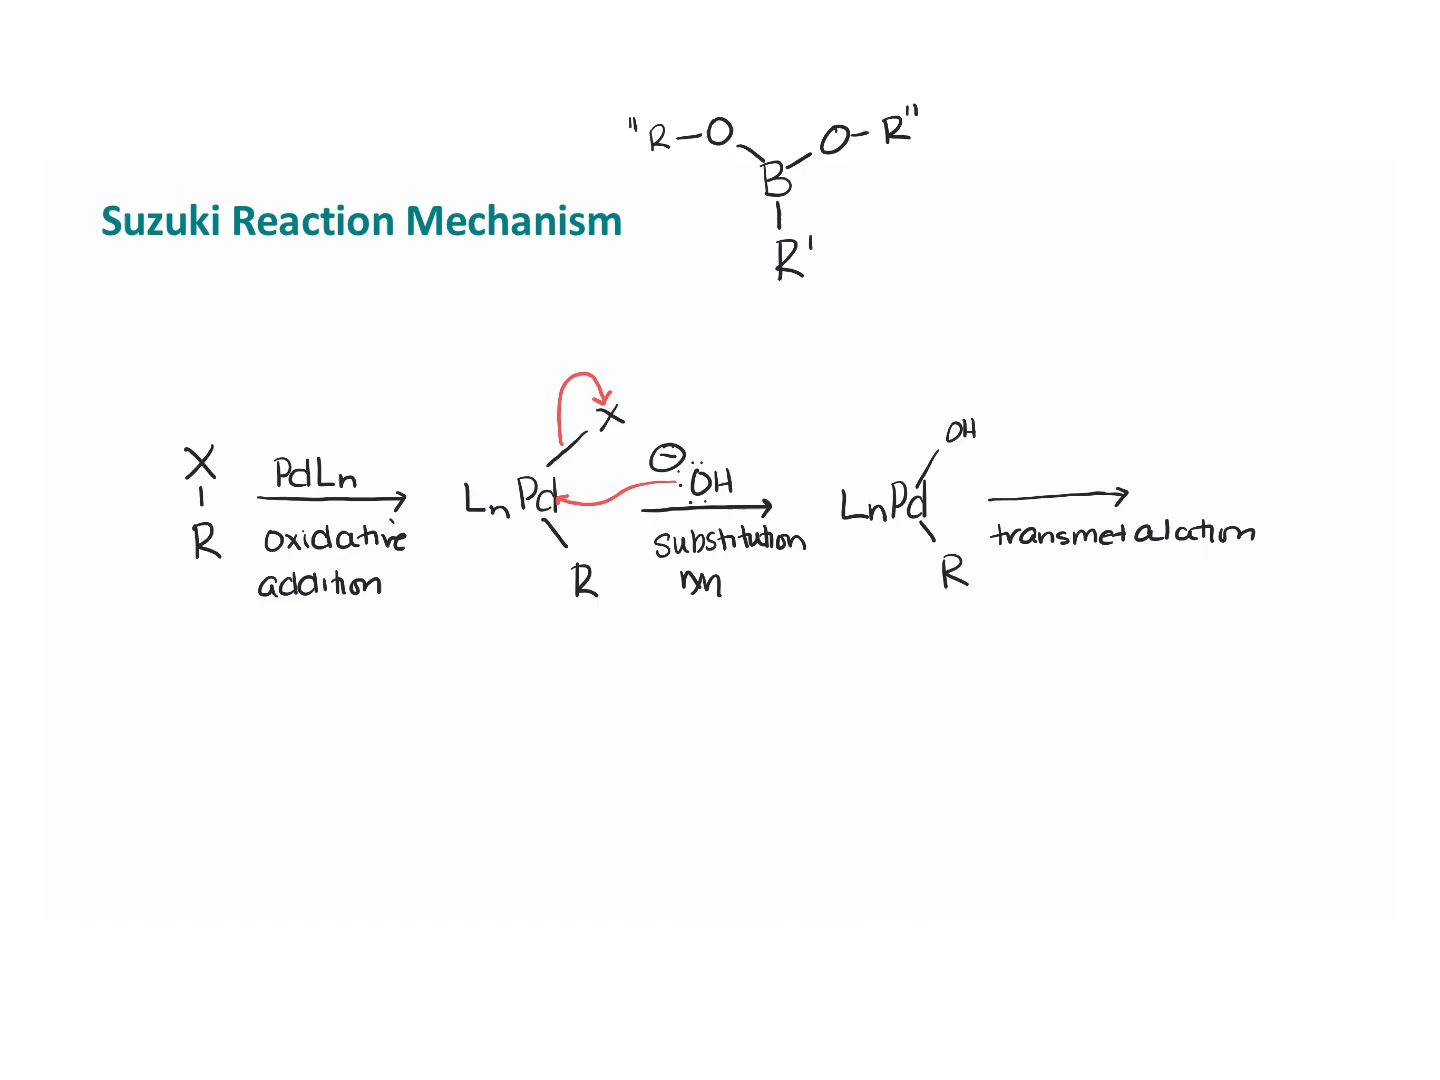 "R-O O-R"
B
R'
Suzuki Reaction Mechanism
X
R
PdLn
oxidative
addition
X
LnPd
R
⊖
:OH
substitution
rxn
OH
LnPd
R
transmetalation